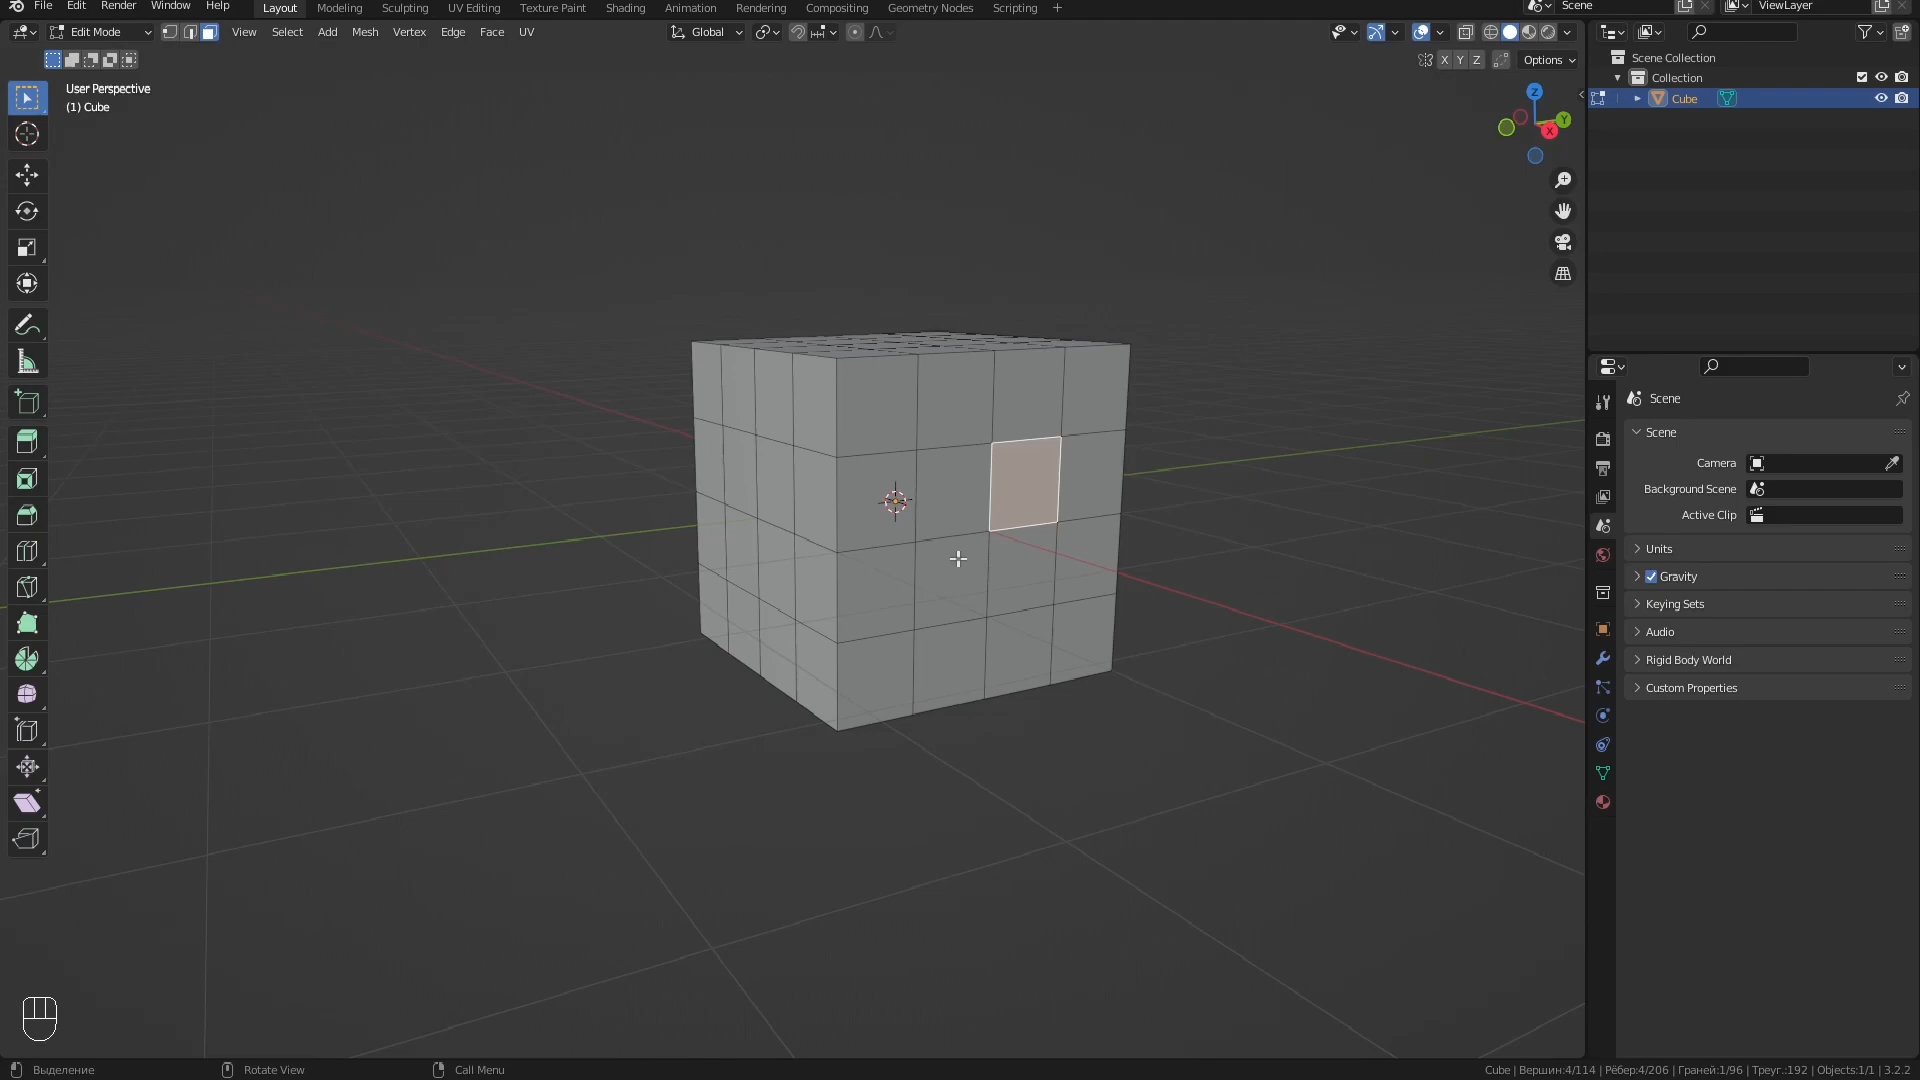 File Edit Render Window Help Layout Modeling Sculpting UV Editing Texture Paint Shading Animation Rendering Compositing Geometry Nodes Scripting + Scene ViewLayer
Edit Mode View Select Add Mesh Vertex Edge Face UV Global
X Y Z Options
User Perspective
(1) Cube
Z
Y
X
Scene Collection
Collection
Cube
Scene
Scene
Camera
Background Scene
Active Clip
Units
Gravity
Keying Sets
Audio
Rigid Body World
Custom Properties
Выделение Rotate View Call Menu Cube | Вершин:4/114 | Рёбер:4/206 | Граней:1/96 | Треуг.:192 | Objects:1/1 | 3.2.2